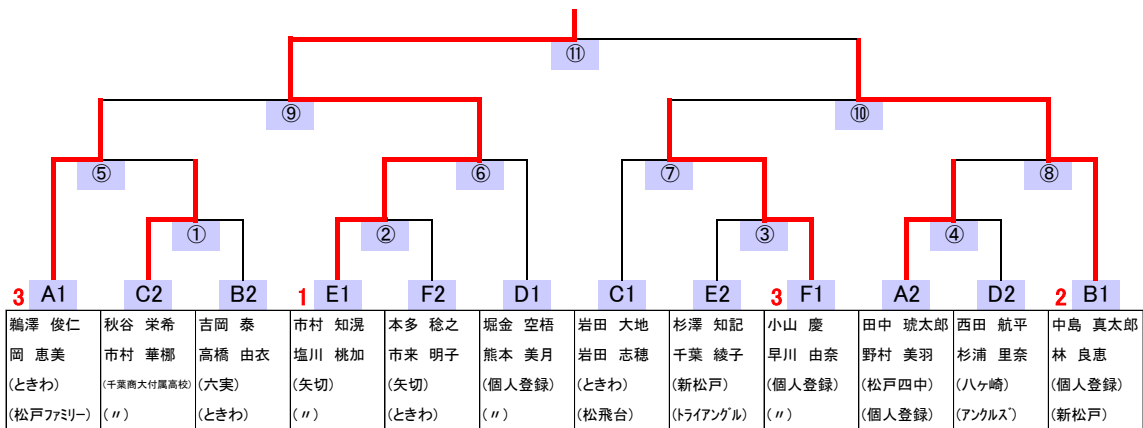 ⑪
⑨
⑩
⑤
⑥
⑦
⑧
①
②
③
④
3 A1 C2 B2 1 E1 F2 D1 C1 E2 3 F1 A2 D2 2 B1
鵜澤 俊仁 秋谷 栄希 吉岡 泰 市村 知滉 本多 稔之 堀金 空梧 岩田 大地 杉澤 知記 小山 慶 田中 琥太郎 西田 航平 中島 真太郎
岡 恵美 市村 華梛 高橋 由衣 塩川 桃加 市来 明子 熊本 美月 岩田 志穂 千葉 綾子 早川 由奈 野村 美羽 杉浦 里奈 林 良恵
(ときわ) (千葉商大付属高校) (六実) (矢切) (矢切) (個人登録) (ときわ) (新松戸) (個人登録) (松戸四中) (八ヶ崎) (個人登録)
(松戸ファミリー) (〃) (ときわ) (〃) (ときわ) (〃) (松飛台) (トライアングル) (〃) (個人登録) (アンクルズ) (新松戸)